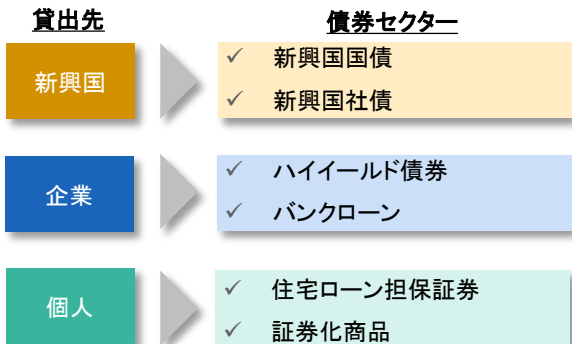 貸出先
債券セクター
新興国
✓ 新興国国債
✓ 新興国社債
企業
✓ ハイイールド債券
✓ バンクローン
個人
✓ 住宅ローン担保証券
✓ 証券化商品